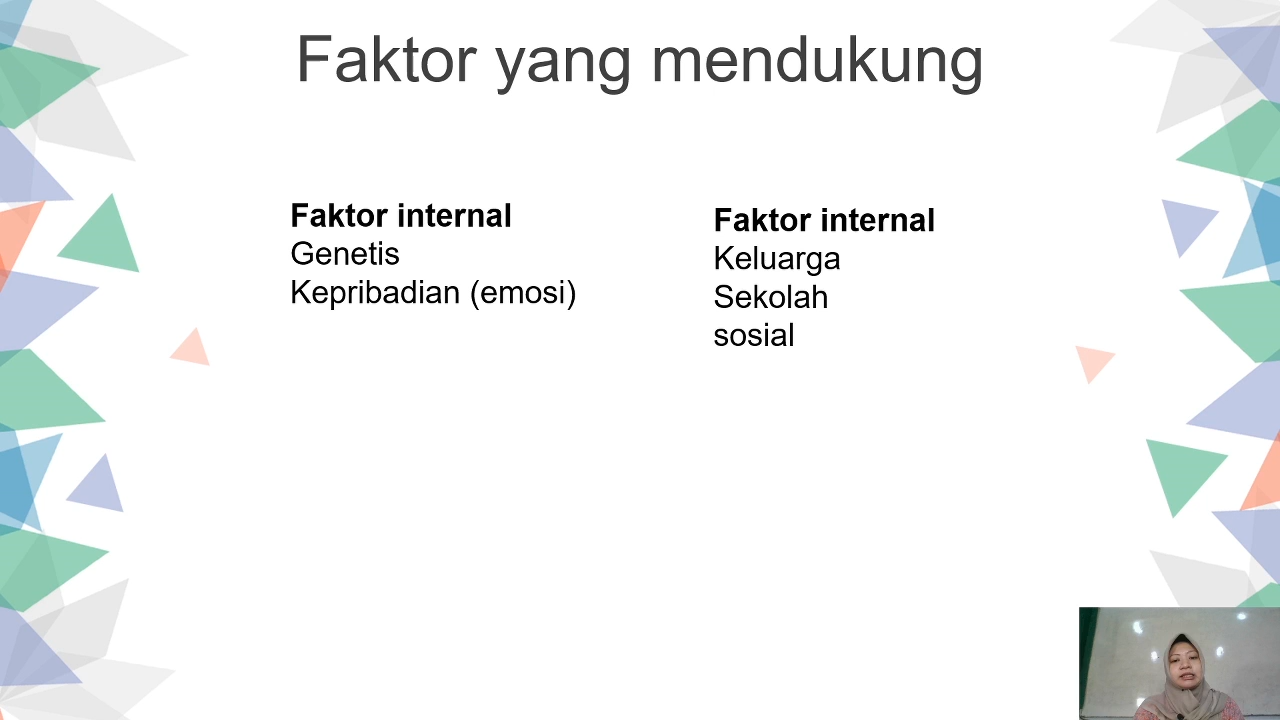 Faktor yang mendukung
Faktor internal
Genetis
Kepribadian (emosi)
Faktor internal
Keluarga
Sekolah
sosial